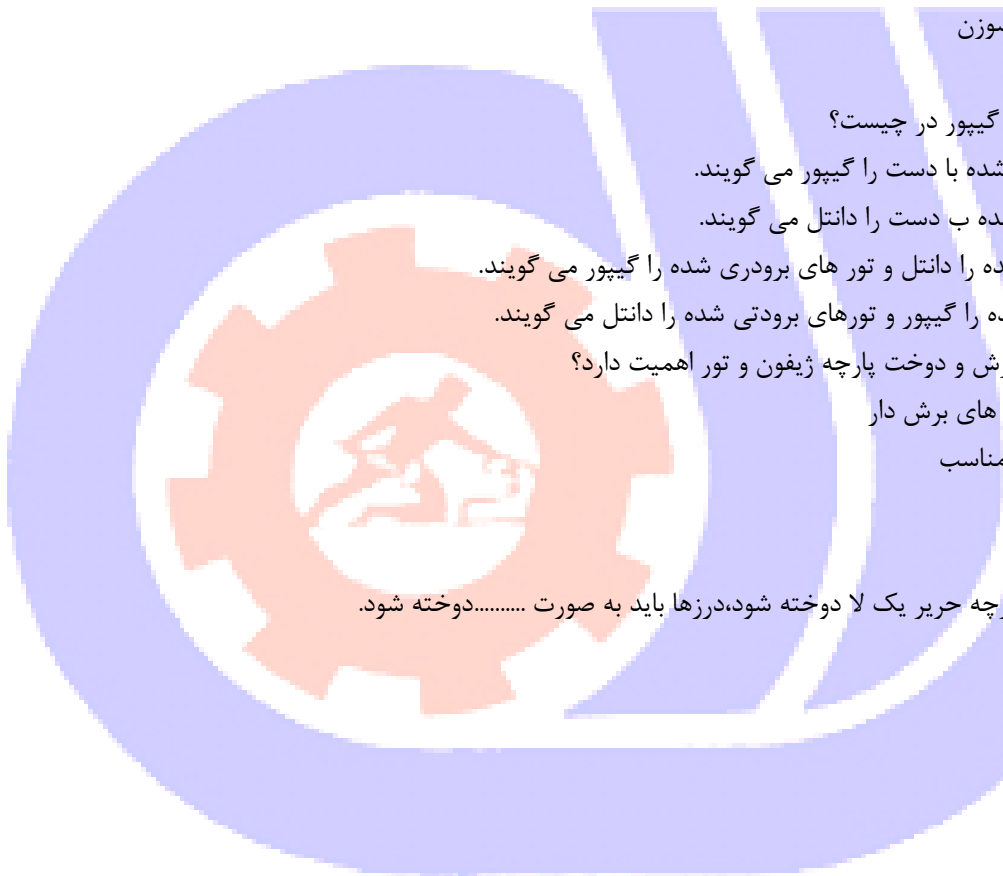 سوزن
گیپور در چیست؟
شده با دست را گیپور می گویند.
ده ب دست را دانتل می گویند.
ده را دانتل و تور های برودری شده را گیپور می گویند.
ده را گیپور و تورهای برودتی شده را دانتل می گویند.
ش و دوخت پارچه ژیفون و تور اهمیت دارد؟
های برش دار
مناسب
چه حریر یک لا دوخته شود،درزها باید به صورت ..........دوخته شود.